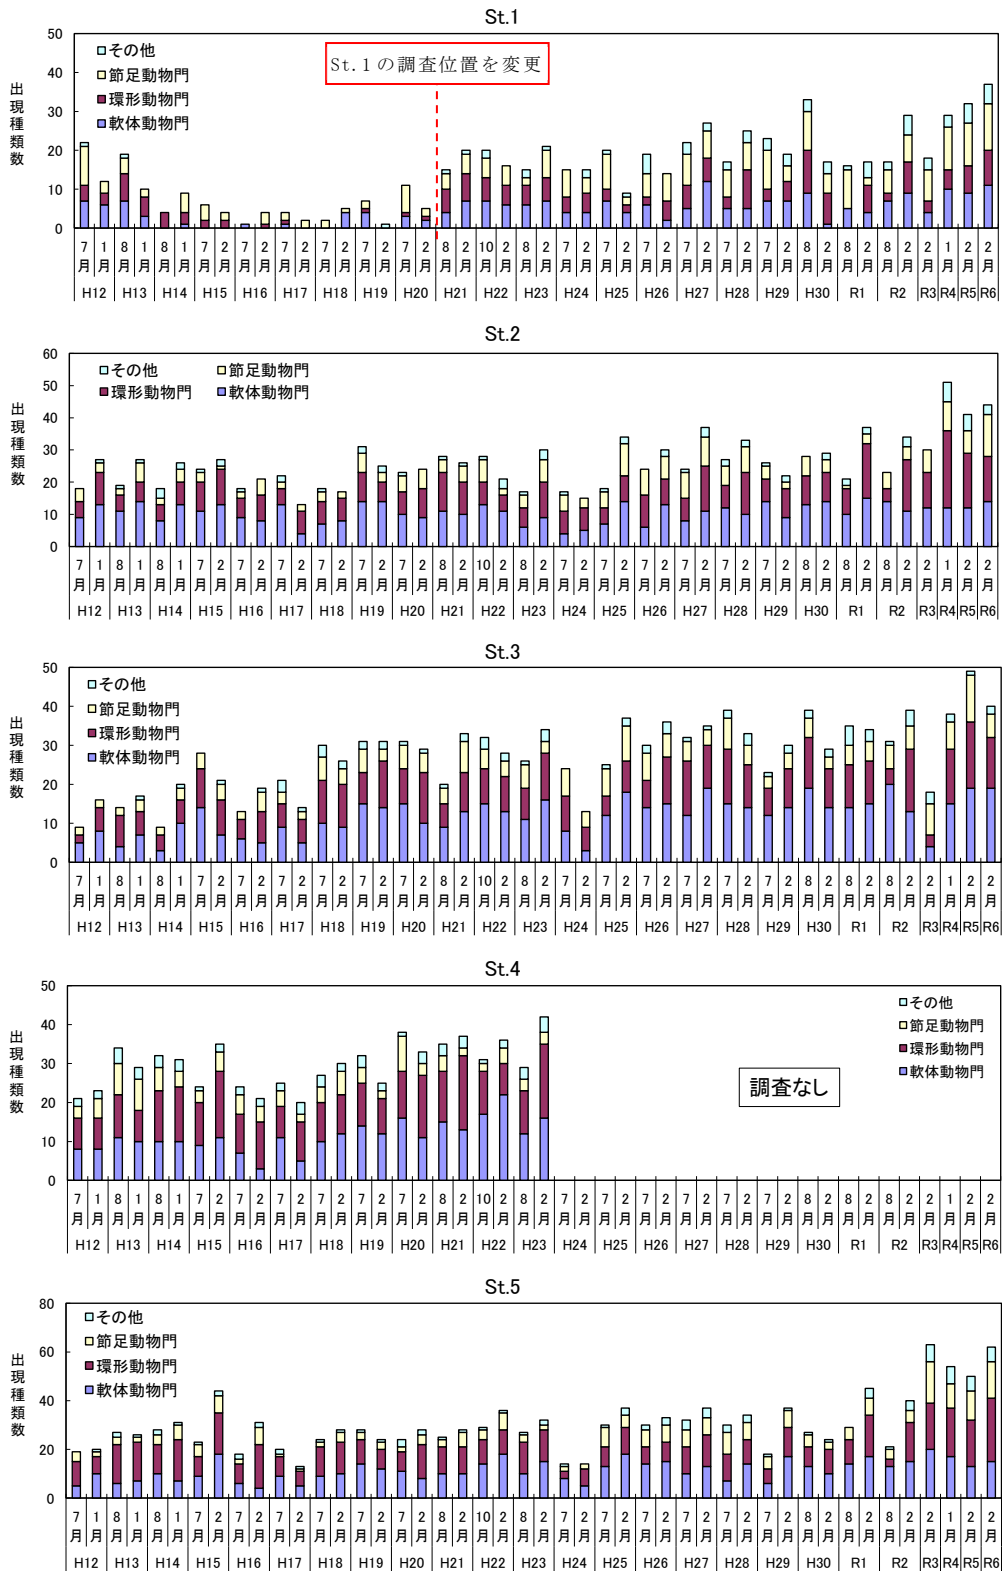 St.1
50
40
30
20
10
0
出現種類数
その他
節足動物門
環形動物門
軟体動物門
St.1の調査位置を変更
7月 1月 8月 1月 8月 1月 7月 2月 7月 2月 7月 2月 7月 2月 7月 2月 7月 2月 8月 2月 10月 2月 8月 2月 7月 2月 7月 2月 7月 2月 7月 2月 7月 2月 7月 2月 8月 2月 8月 2月 8月 2月 2月 1月 2月 2月
H12 H13 H14 H15 H16 H17 H18 H19 H20 H21 H22 H23 H24 H25 H26 H27 H28 H29 H30 R1 R2 R3 R4 R5 R6
St.2
60
50
40
30
20
10
0
出現種類数
その他 節足動物門
環形動物門 軟体動物門
7月 1月 8月 1月 8月 1月 7月 2月 7月 2月 7月 2月 7月 2月 7月 2月 7月 2月 8月 2月 10月 2月 8月 2月 7月 2月 7月 2月 7月 2月 7月 2月 7月 2月 7月 2月 8月 2月 8月 2月 8月 2月 2月 1月 2月 2月
H12 H13 H14 H15 H16 H17 H18 H19 H20 H21 H22 H23 H24 H25 H26 H27 H28 H29 H30 R1 R2 R3 R4 R5 R6
St.3
50
40
30
20
10
0
出現種類数
その他
節足動物門
環形動物門
軟体動物門
7月 1月 8月 1月 8月 1月 7月 2月 7月 2月 7月 2月 7月 2月 7月 2月 7月 2月 8月 2月 10月 2月 8月 2月 7月 2月 7月 2月 7月 2月 7月 2月 7月 2月 7月 2月 8月 2月 8月 2月 8月 2月 2月 1月 2月 2月
H12 H13 H14 H15 H16 H17 H18 H19 H20 H21 H22 H23 H24 H25 H26 H27 H28 H29 H30 R1 R2 R3 R4 R5 R6
St.4
50
40
30
20
10
0
出現種類数
その他
節足動物門
環形動物門
軟体動物門
調査なし
7月 1月 8月 1月 8月 1月 7月 2月 7月 2月 7月 2月 7月 2月 7月 2月 7月 2月 8月 2月 10月 2月 8月 2月 7月 2月 7月 2月 7月 2月 7月 2月 7月 2月 7月 2月 8月 2月 8月 2月 8月 2月 2月 1月 2月 2月
H12 H13 H14 H15 H16 H17 H18 H19 H20 H21 H22 H23 H24 H25 H26 H27 H28 H29 H30 R1 R2 R3 R4 R5 R6
St.5
80
60
40
20
0
出現種類数
その他
節足動物門
環形動物門
軟体動物門
7月 1月 8月 1月 8月 1月 7月 2月 7月 2月 7月 2月 7月 2月 7月 2月 7月 2月 8月 2月 10月 2月 8月 2月 7月 2月 7月 2月 7月 2月 7月 2月 7月 2月 7月 2月 8月 2月 8月 2月 8月 2月 2月 1月 2月 2月
H12 H13 H14 H15 H16 H17 H18 H19 H20 H21 H22 H23 H24 H25 H26 H27 H28 H29 H30 R1 R2 R3 R4 R5 R6